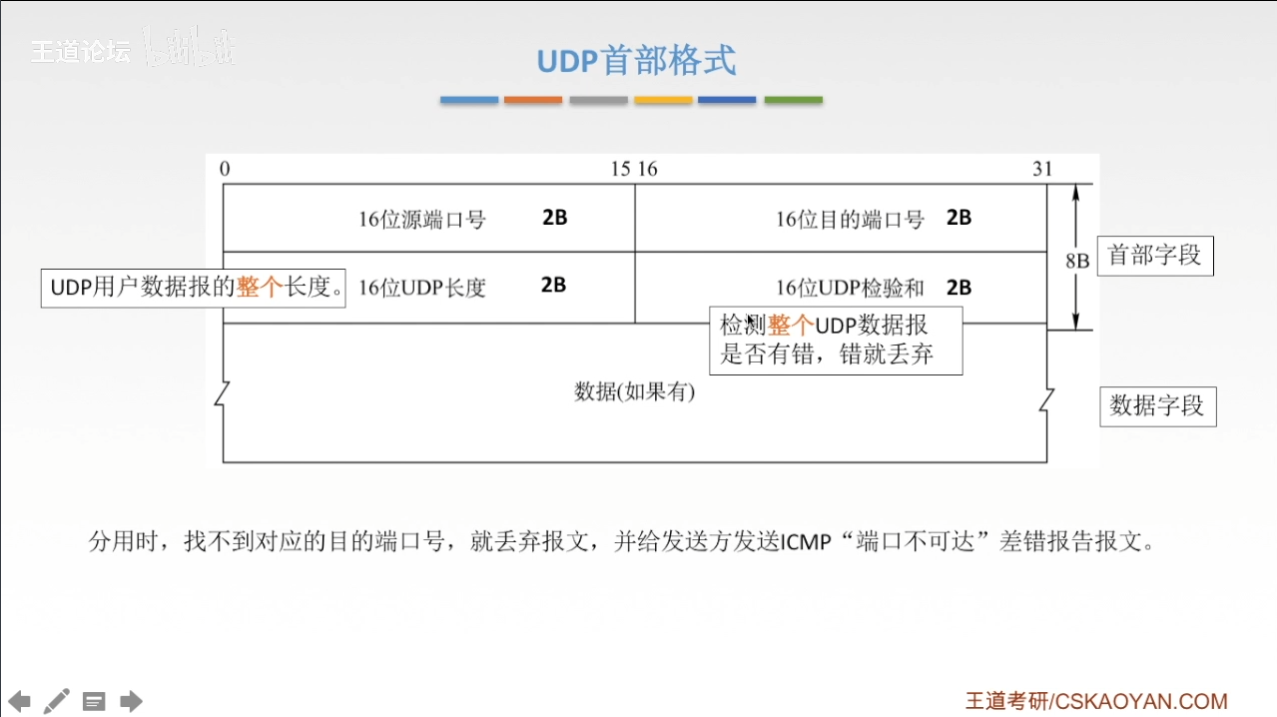 王道论坛 bilibili
UDP首部格式
0 15 16 31
16位源端口号 2B 16位目的端口号 2B
8B 首部字段
UDP用户数据报的整个长度。 16位UDP长度 2B 16位UDP检验和 2B
检测整个UDP数据报
是否有错，错就丢弃
数据(如果有)
数据字段
分用时，找不到对应的目的端口号，就丢弃报文，并给发送方发送ICMP“端口不可达”差错报告报文。
王道考研/CSKAOYAN.COM